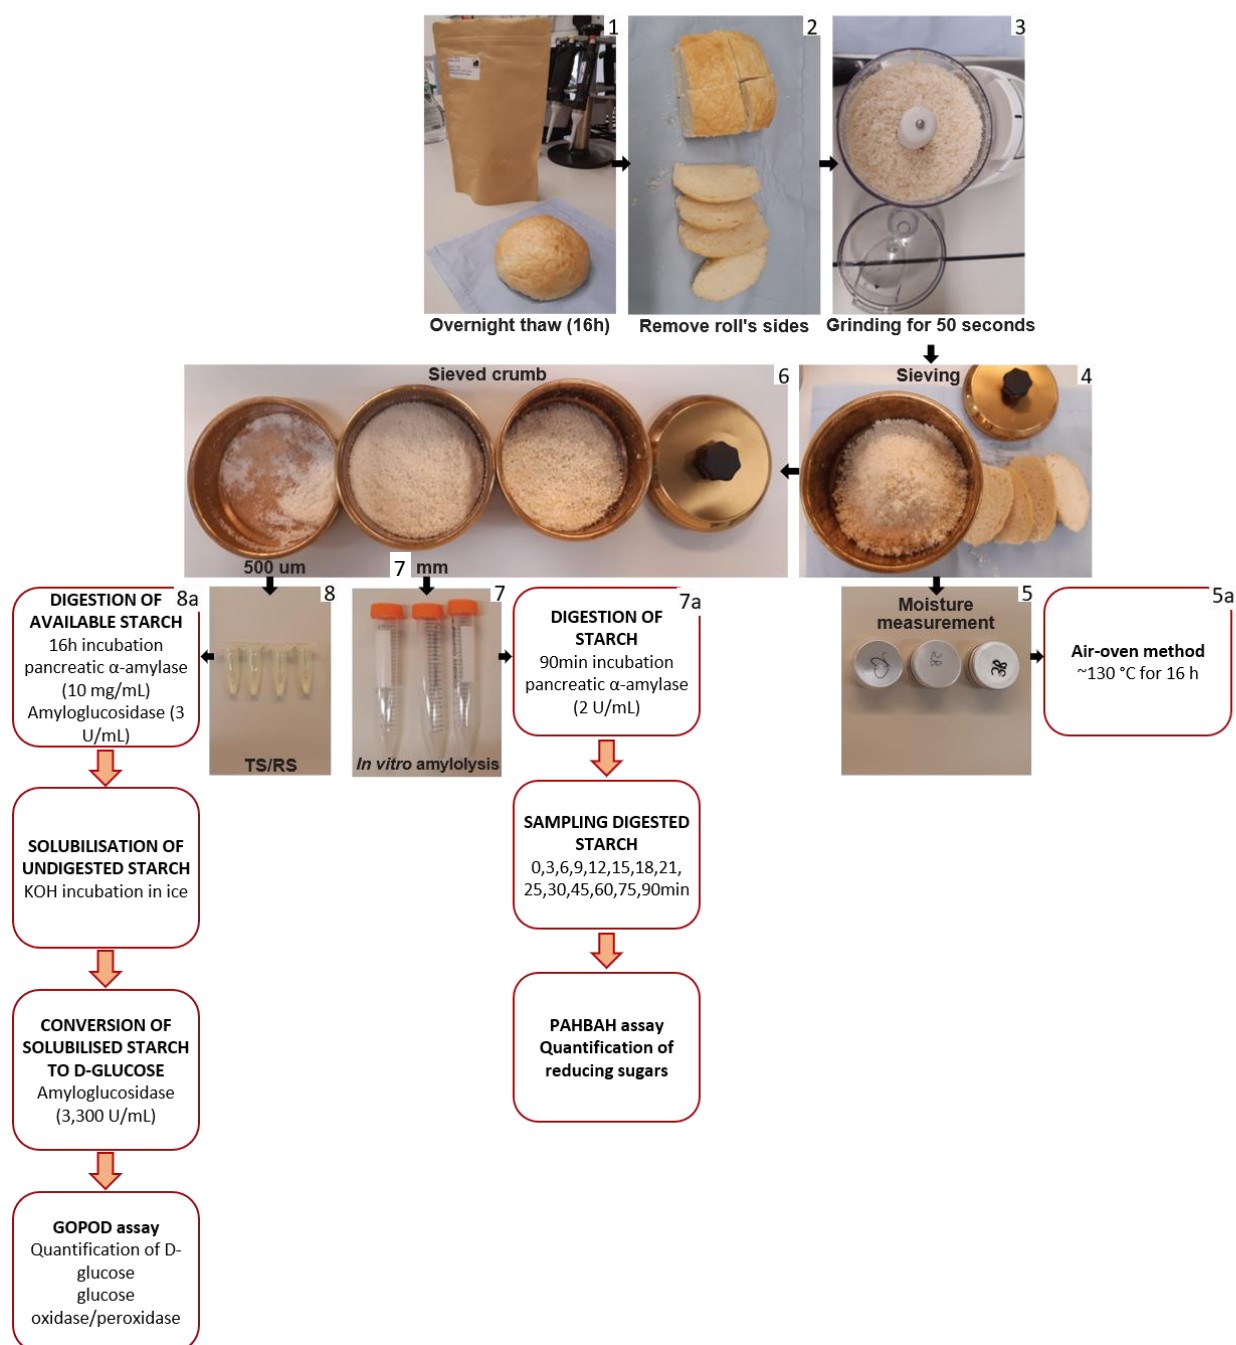 1
2
3
Overnight thaw (16h)
Remove roll's sides
Grinding for 50 seconds
Sieved crumb
6
Sieving
4
500 um
7 mm
8a
DIGESTION OF
AVAILABLE STARCH
16h incubation
pancreatic α-amylase
(10 mg/mL)
Amyloglucosidase (3
U/mL)
8
TS/RS
7
In vitro amylolysis
7a
DIGESTION OF
STARCH
90min incubation
pancreatic α-amylase
(2 U/mL)
5
Moisture
measurement
5a
Air-oven method
~130 °C for 16 h
SOLUBILISATION OF
UNDIGESTED STARCH
KOH incubation in ice
SAMPLING DIGESTED
STARCH
0,3,6,9,12,15,18,21,
25,30,45,60,75,90min
CONVERSION OF
SOLUBILISED STARCH
TO D-GLUCOSE
Amyloglucosidase
(3,300 U/mL)
PAHBAH assay
Quantification of
reducing sugars
GOPOD assay
Quantification of D-
glucose
glucose
oxidase/peroxidase